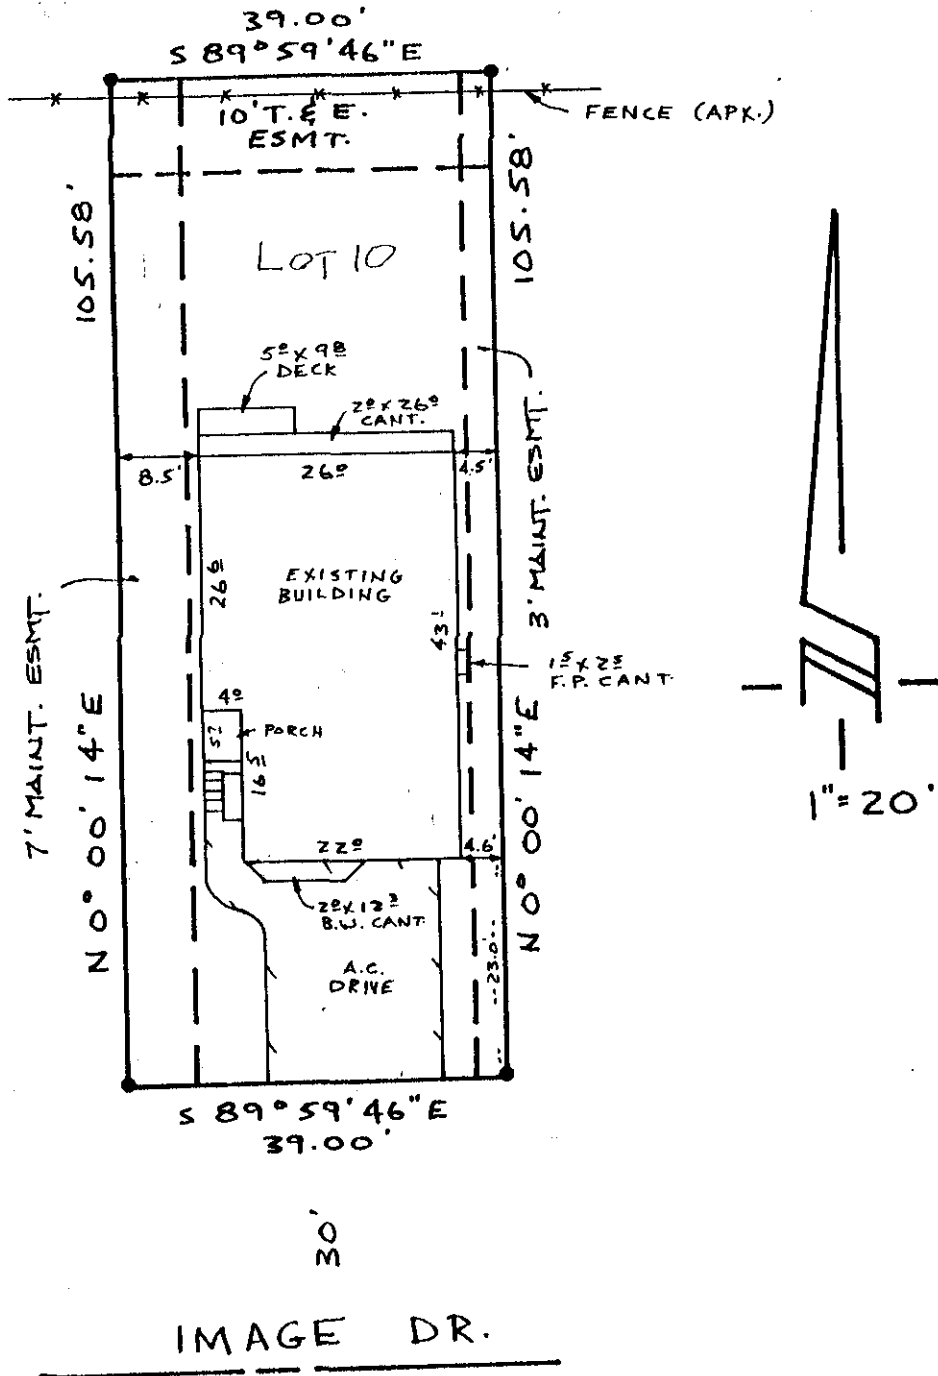 39.00'
S 89° 59' 46" E
FENCE (APX.)
10' T. & E.
ESMT.
105.58'
105.58'
LOT 10
5⁰ X 9⁸
DECK
2⁰ X 26⁰
CANT.
8.5'
26⁰
4.5'
3' MAINT. ESMT.
EXISTING
BUILDING
26⁶
43¹
7' MAINT. ESMT.
1⁵ X 2⁵
F.P. CANT.
4⁰
5⁷
PORCH
16⁵
N 0° 00' 14" E
N 0° 00' 14" E
1" = 20'
22⁰
4.6'
B.W. CANT.
23.0
A.C.
DRIVE
S 89° 59' 46" E
39.00'
30'
IMAGE DR.